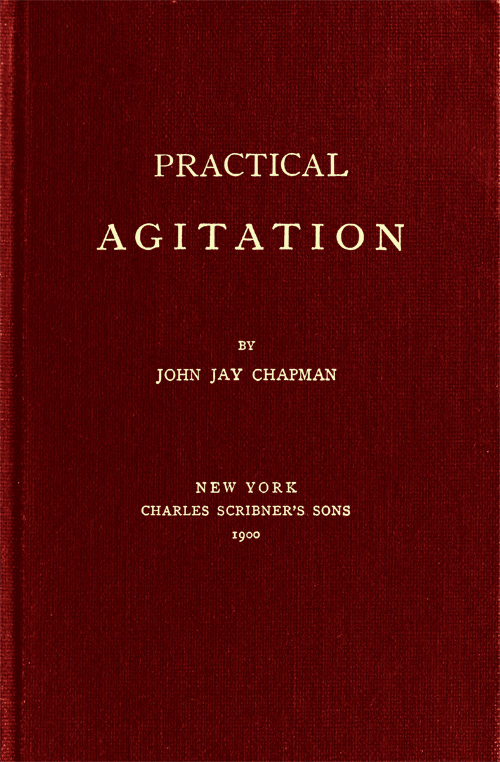 PRACTICAL
AGITATION
BY
JOHN JAY CHAPMAN
NEW YORK
CHARLES SCRIBNER'S SONS
1900